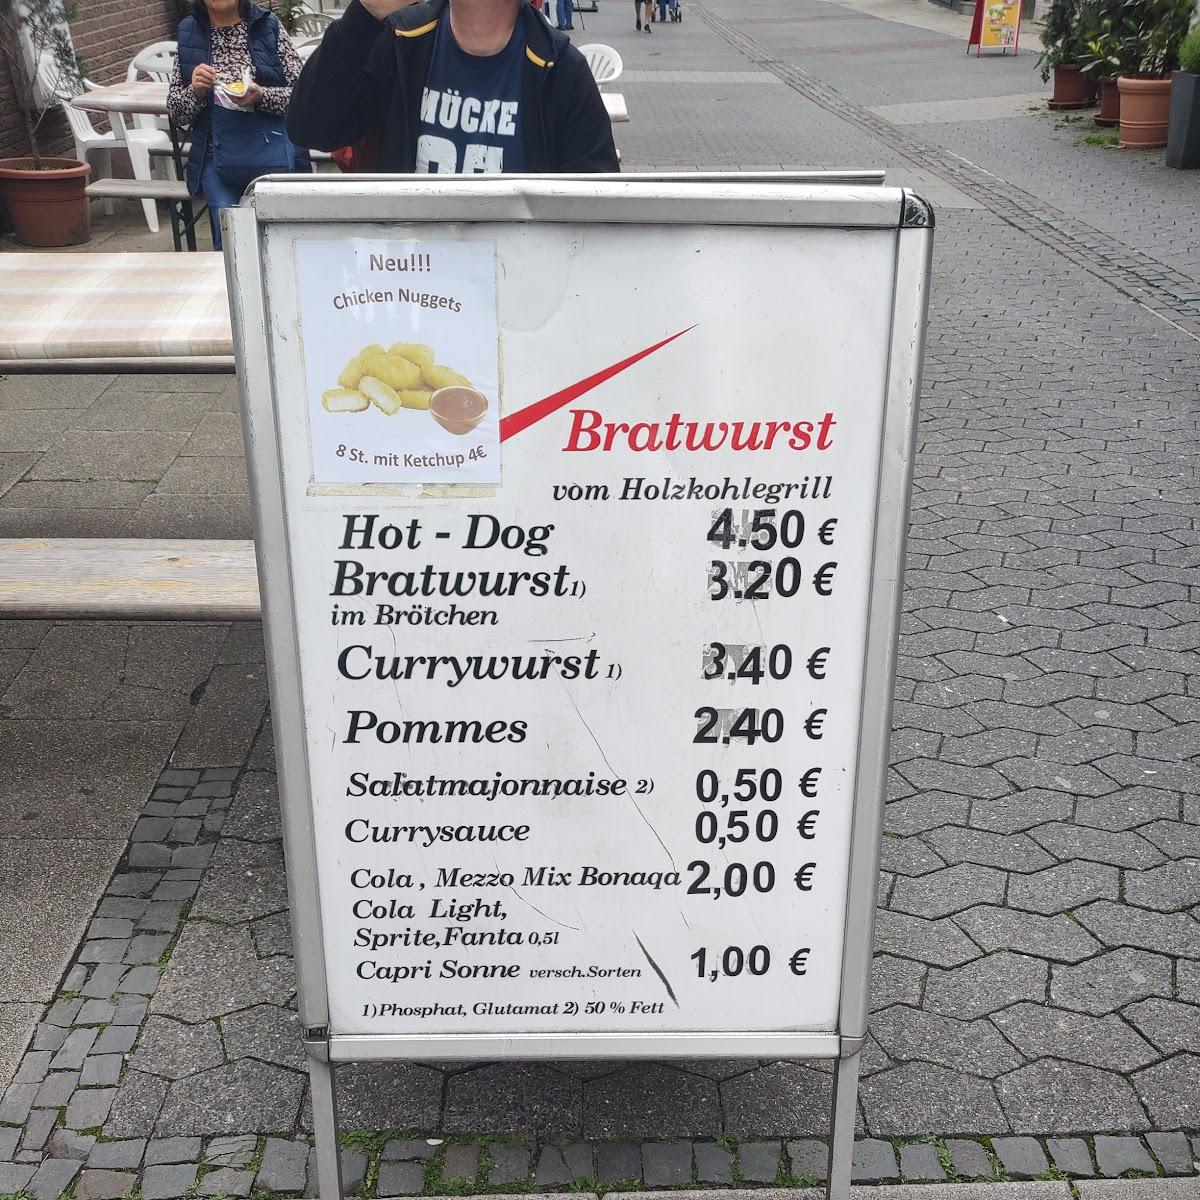 MÜCKE
Neu!!!
Chicken Nuggets
8 St. mit Ketchup 4€
Bratwurst
vom Holzkohlegrill
Hot - Dog 4.50 €
Bratwurst 1) 3.20 €
im Brötchen
Currywurst 1) 3.40 €
Pommes 2.40 €
Salatmajonnaise 2) 0,50 €
Currysauce 0,50 €
Cola , Mezzo Mix Bonaqa 2,00 €
Cola Light,
Sprite,Fanta 0,5l
Capri Sonne versch.Sorten 1,00 €
1)Phosphat, Glutamat 2) 50 % Fett